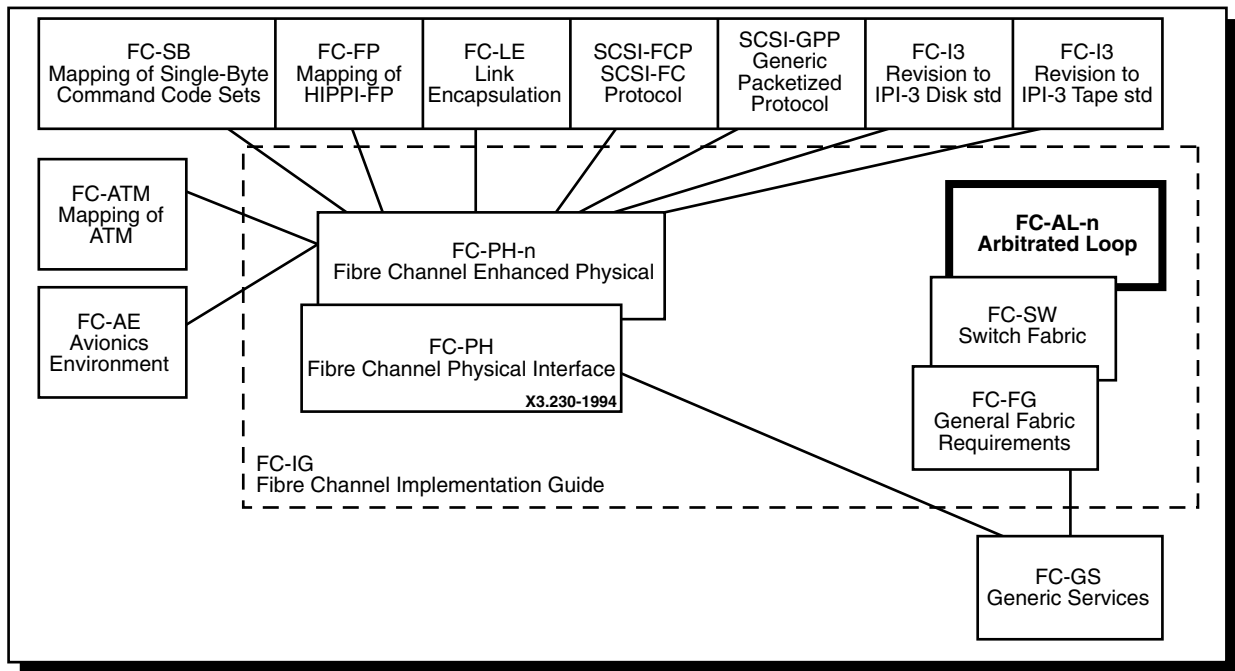 FC-SB
Mapping of Single-Byte
Command Code Sets
FC-FP
Mapping of
HIPPI-FP
FC-LE
Link
Encapsulation
SCSI-FCP
SCSI-FC
Protocol
SCSI-GPP
Generic
Packetized
Protocol
FC-I3
Revision to
IPI-3 Disk std
FC-I3
Revision to
IPI-3 Tape std
FC-ATM
Mapping of
ATM
FC-AE
Avionics
Environment
FC-PH-n
Fibre Channel Enhanced Physical
FC-PH
Fibre Channel Physical Interface
X3.230-1994
FC-AL-n
Arbitrated Loop
FC-SW
Switch Fabric
FC-FG
General Fabric
Requirements
FC-IG
Fibre Channel Implementation Guide
FC-GS
Generic Services